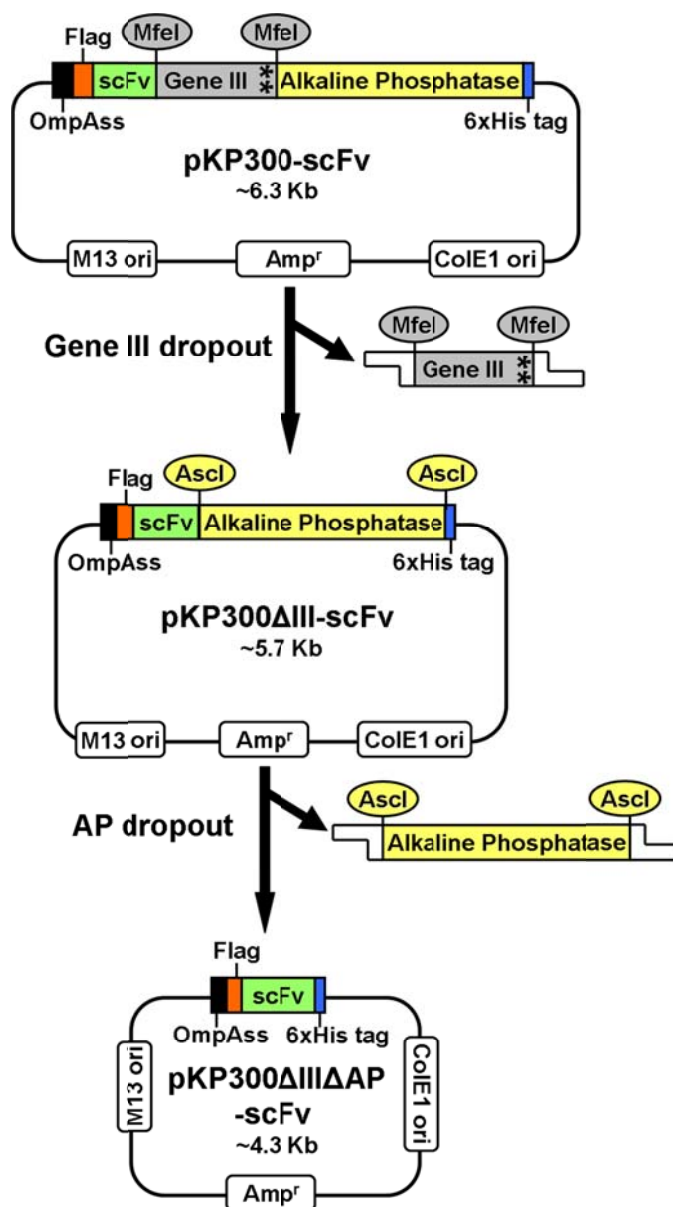 MfeI MfeI
Flag
scFv Gene III ** Alkaline Phosphatase
OmpAss 6xHis tag
pKP300-scFv
~6.3 Kb
M13 ori Ampʳ ColE1 ori
MfeI MfeI
Gene III dropout
Gene III **
AscI AscI
Flag
scFv Alkaline Phosphatase
OmpAss 6xHis tag
pKP300ΔIII-scFv
~5.7 Kb
M13 ori Ampʳ ColE1 ori
AscI AscI
AP dropout
Alkaline Phosphatase
Flag
scFv
OmpAss 6xHis tag
M13 ori
ColE1 ori
pKP300ΔIIIΔAP
-scFv
~4.3 Kb
Ampʳ